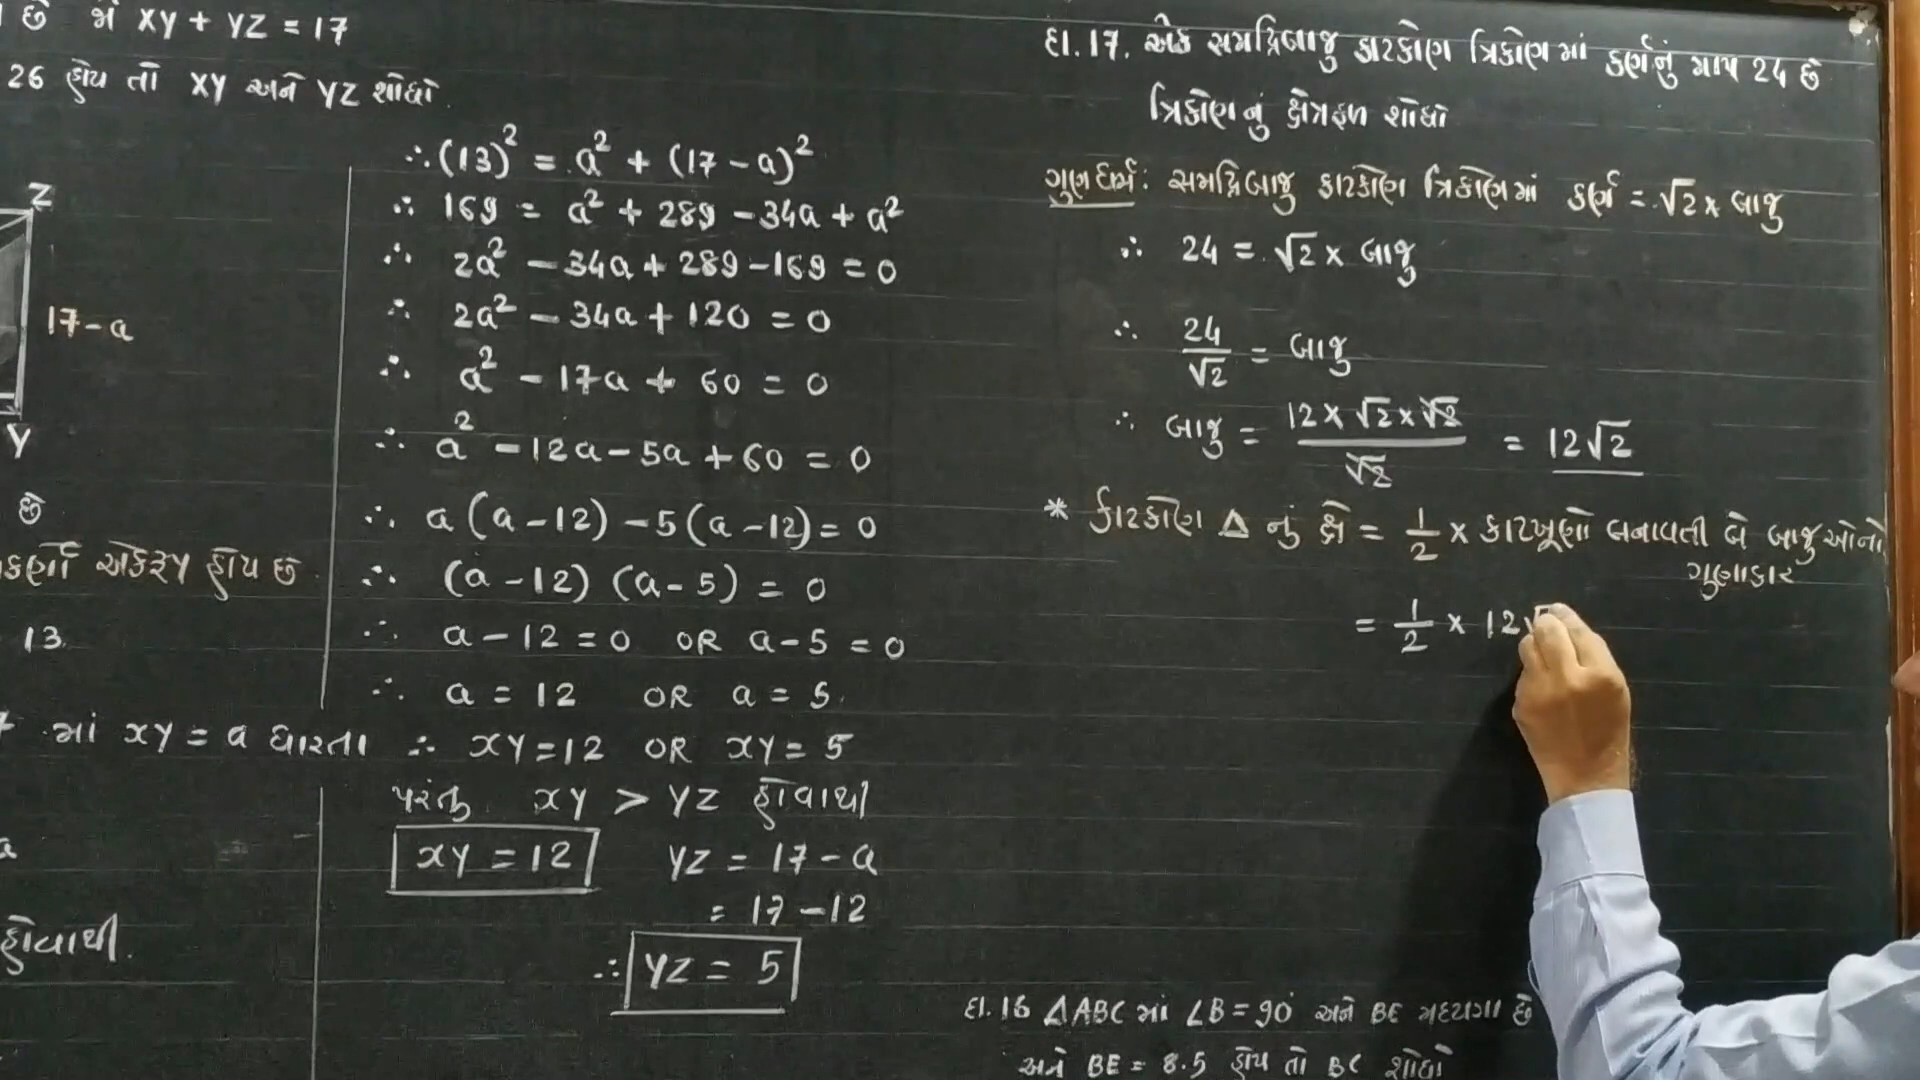 છે જો XY + YZ = 17
26 હોય તો XY અને YZ શોધો.
Z
17-a
Y
છે
કર્ણો એકરૂપ હોય છે.
13
માં XY = a ધારતા
a
હોવાથી.
∴ (13)² = a² + (17 - a)²
∴ 169 = a² + 289 - 34a + a²
∴ 2a² - 34a + 289 - 169 = 0
∴ 2a² - 34a + 120 = 0
∴ a² - 17a + 60 = 0
∴ a² - 12a - 5a + 60 = 0
∴ a (a - 12) - 5 (a - 12) = 0
∴ (a - 12) (a - 5) = 0
∴ a - 12 = 0 OR a - 5 = 0
∴ a = 12 OR a = 5
∴ XY = 12 OR XY = 5
પરંતુ XY > YZ હોવાથી
XY = 12 YZ = 17 - a
= 17 - 12
∴ YZ = 5
દા.17. એક સમદ્વિબાજુ કાટકોણ ત્રિકોણમાં કર્ણનું માપ 24 છે
ત્રિકોણનું ક્ષેત્રફળ શોધો
ગુણધર્મ: સમદ્વિબાજુ કાટકોણ ત્રિકોણમાં કર્ણ = √2 × બાજુ
∴ 24 = √2 × બાજુ
∴ 24/√2 = બાજુ
∴ બાજુ = 12 × √2 × √2 / √2 = 12√2
* કાટકોણ Δ નું ક્ષે = 1/2 × કાટખૂણો બનાવતી બે બાજુઓનો
ગુણાકાર
= 1/2 × 12
દા.16 ΔABC માં ∠B = 90° અને BE મધ્યગા છે
અને BE = 8.5 હોય તો BC શોધો